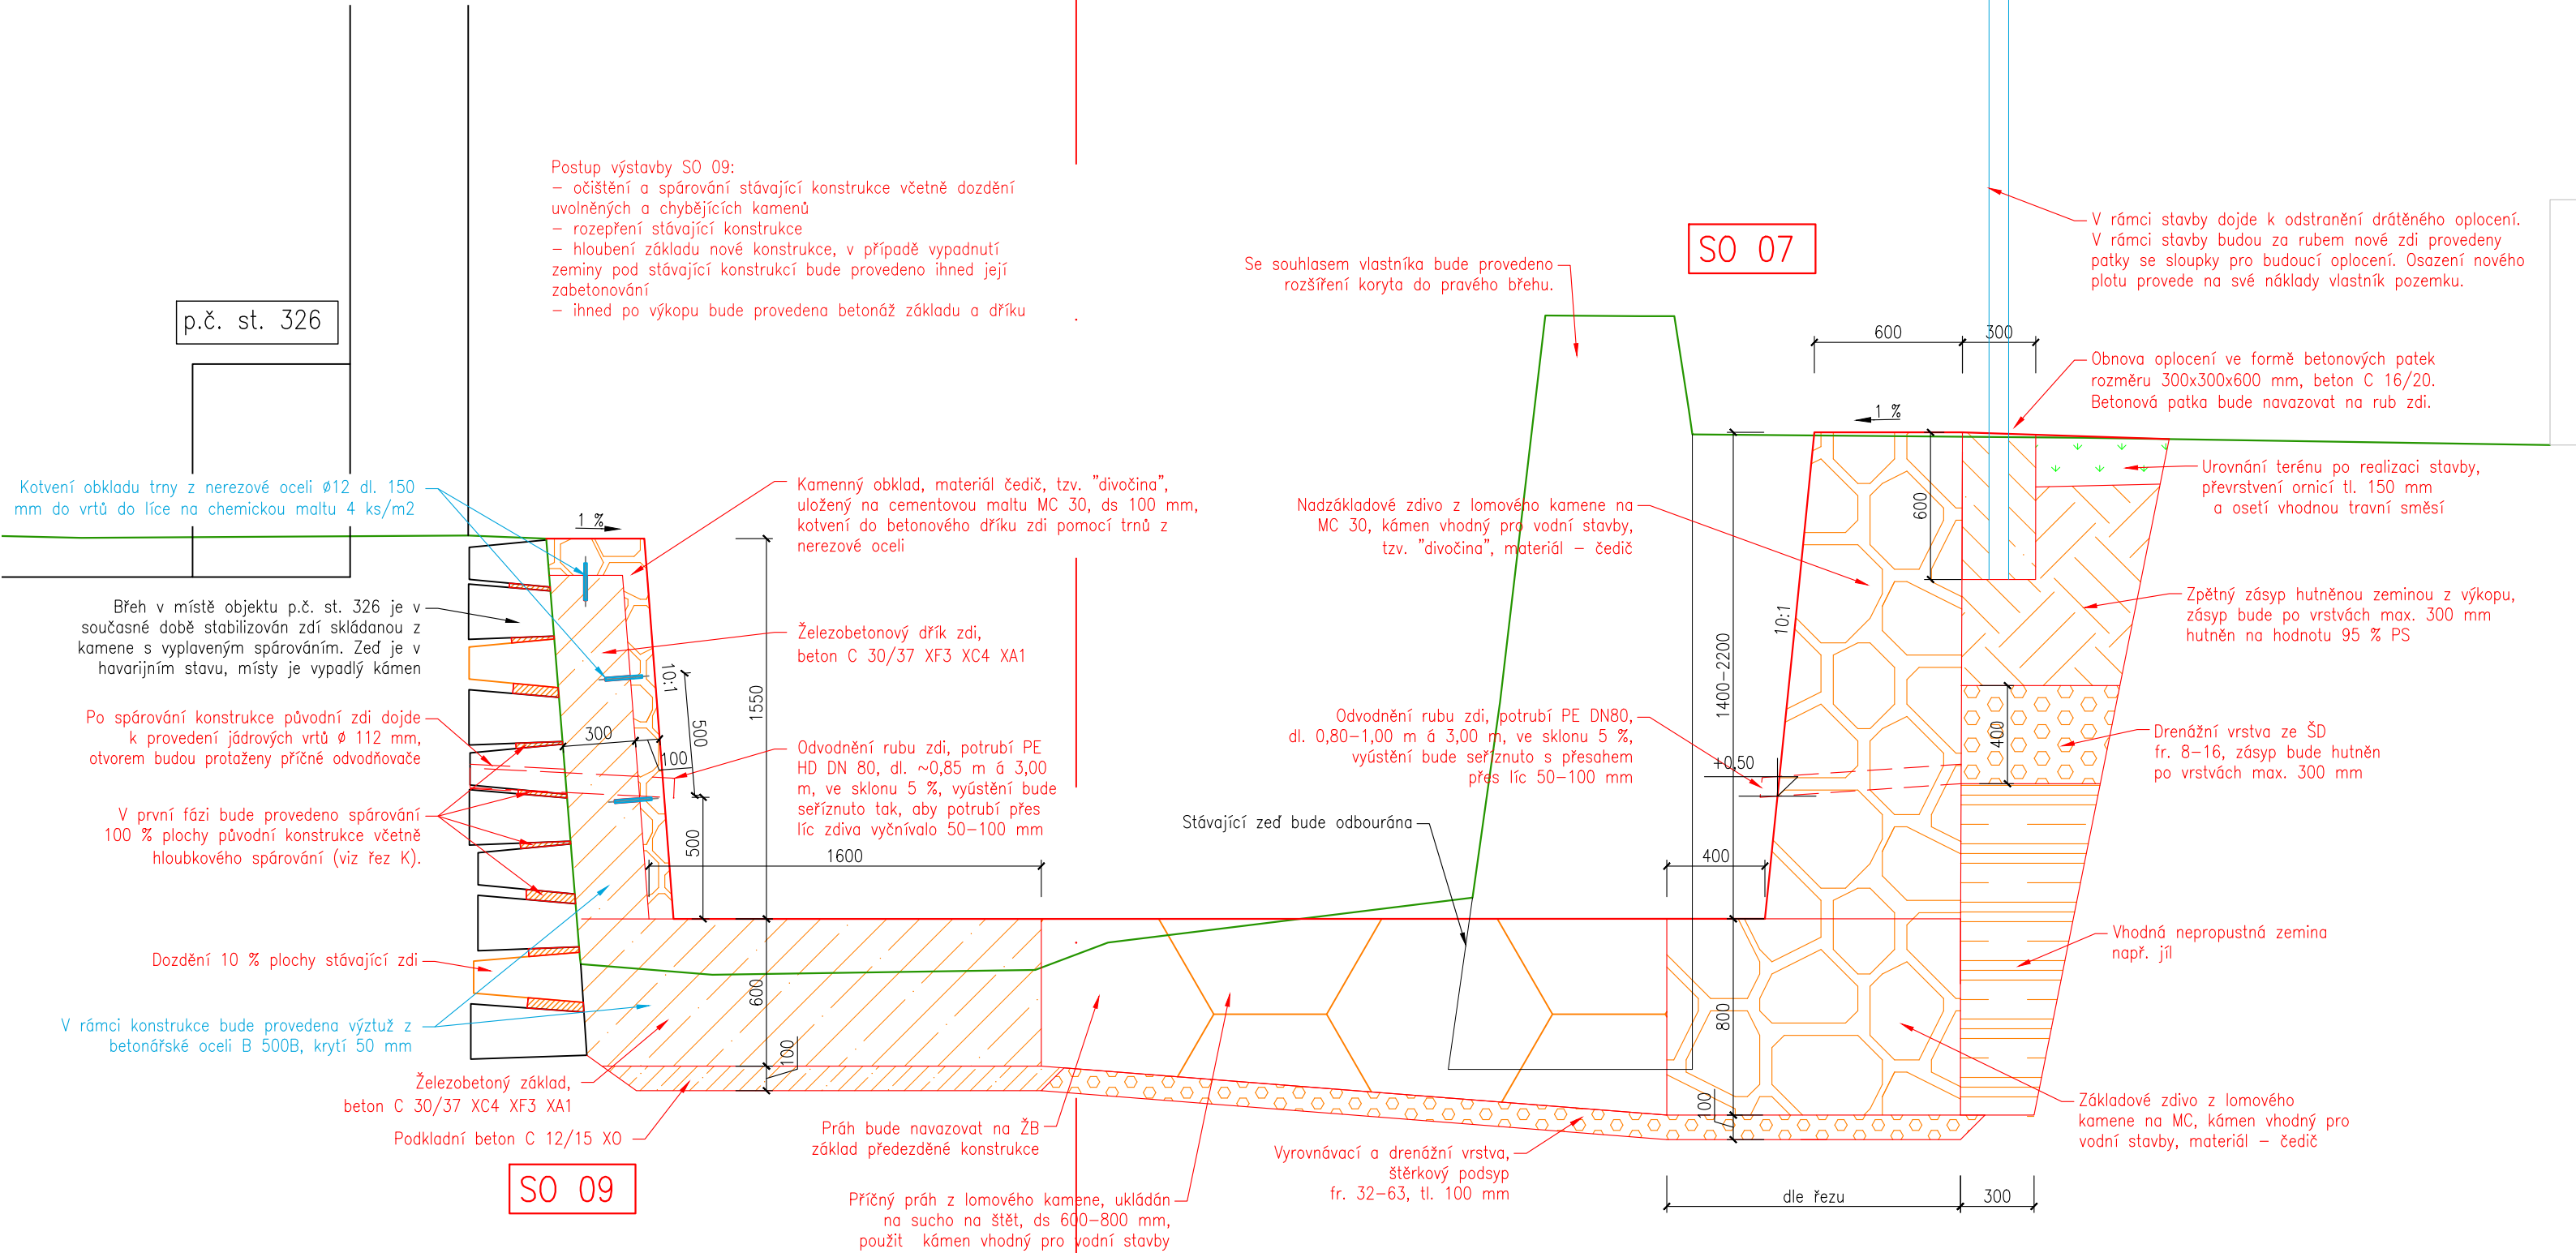 Postup výstavby SO 09:
– očištění a spárování stávající konstrukce včetně dozdění
uvolněných a chybějících kamenů
– rozepření stávající konstrukce
– hloubení základu nové konstrukce, v případě vypadnutí
zeminy pod stávající konstrukcí bude provedeno ihned její
zabetonování
– ihned po výkopu bude provedena betonáž základu a dříku
p.č. st. 326
Kotvení obkladu trny z nerezové oceli ø12 dl. 150
mm do vrtů do líce na chemickou maltu 4 ks/m2
Břeh v místě objektu p.č. st. 326 je v
současné době stabilizován zdí skládanou z
kamene s vyplaveným spárováním. Zeď je v
havarijním stavu, místy je vypadlý kámen
Po spárování konstrukce původní zdi dojde
k provedení jádrových vrtů ø 112 mm,
otvorem budou protaženy příčné odvodňovače
V první fázi bude provedeno spárování
100 % plochy původní konstrukce včetně
hloubkového spárování (viz řez K).
Dozdění 10 % plochy stávající zdi
V rámci konstrukce bude provedena výztuž z
betonářské oceli B 500B, krytí 50 mm
Železobetoný základ,
beton C 30/37 XC4 XF3 XA1
Podkladní beton C 12/15 XO
SO 09
1 %
Kamenný obklad, materiál čedič, tzv. "divočina",
uložený na cementovou maltu MC 30, ds 100 mm,
kotvení do betonového dříku zdi pomocí trnů z
nerezové oceli
Železobetonový dřík zdi,
beton C 30/37 XF3 XC4 XA1
Odvodnění rubu zdi, potrubí PE
HD DN 80, dl. ~0,85 m á 3,00
m, ve sklonu 5 %, vyústění bude
seříznuto tak, aby potrubí přes
líc zdiva vyčnívalo 50–100 mm
10:1
300
100
500
500
1550
1600
600
100
Práh bude navazovat na ŽB
základ předezděné konstrukce
Příčný práh z lomového kamene, ukládán
na sucho na štět, ds 600–800 mm,
použit kámen vhodný pro vodní stavby
Se souhlasem vlastníka bude provedeno
rozšíření koryta do pravého břehu.
SO 07
Nadzákladové zdivo z lomového kamene na
MC 30, kámen vhodný pro vodní stavby,
tzv. "divočina", materiál – čedič
Odvodnění rubu zdi, potrubí PE DN80,
dl. 0,80–1,00 m á 3,00 m, ve sklonu 5 %,
vyústění bude seříznuto s přesahem
přes líc 50–100 mm
Stávající zeď bude odbourána
Vyrovnávací a drenážní vrstva,
štěrkový podsyp
fr. 32–63, tl. 100 mm
600
300
1 %
600
10:1
1400–2200
+0,50
400
400
800
100
dle řezu
300
V rámci stavby dojde k odstranění drátěného oplocení.
V rámci stavby budou za rubem nové zdi provedeny
patky se sloupky pro budoucí oplocení. Osazení nového
plotu provede na své náklady vlastník pozemku.
Obnova oplocení ve formě betonových patek
rozměru 300x300x600 mm, beton C 16/20.
Betonová patka bude navazovat na rub zdi.
Urovnání terénu po realizaci stavby,
převrstvení ornicí tl. 150 mm
a osetí vhodnou travní směsí
Zpětný zásyp hutněnou zeminou z výkopu,
zásyp bude po vrstvách max. 300 mm
hutněn na hodnotu 95 % PS
Drenážní vrstva ze ŠD
fr. 8–16, zásyp bude hutněn
po vrstvách max. 300 mm
Vhodná nepropustná zemina
např. jíl
Základové zdivo z lomového
kamene na MC, kámen vhodný pro
vodní stavby, materiál – čedič